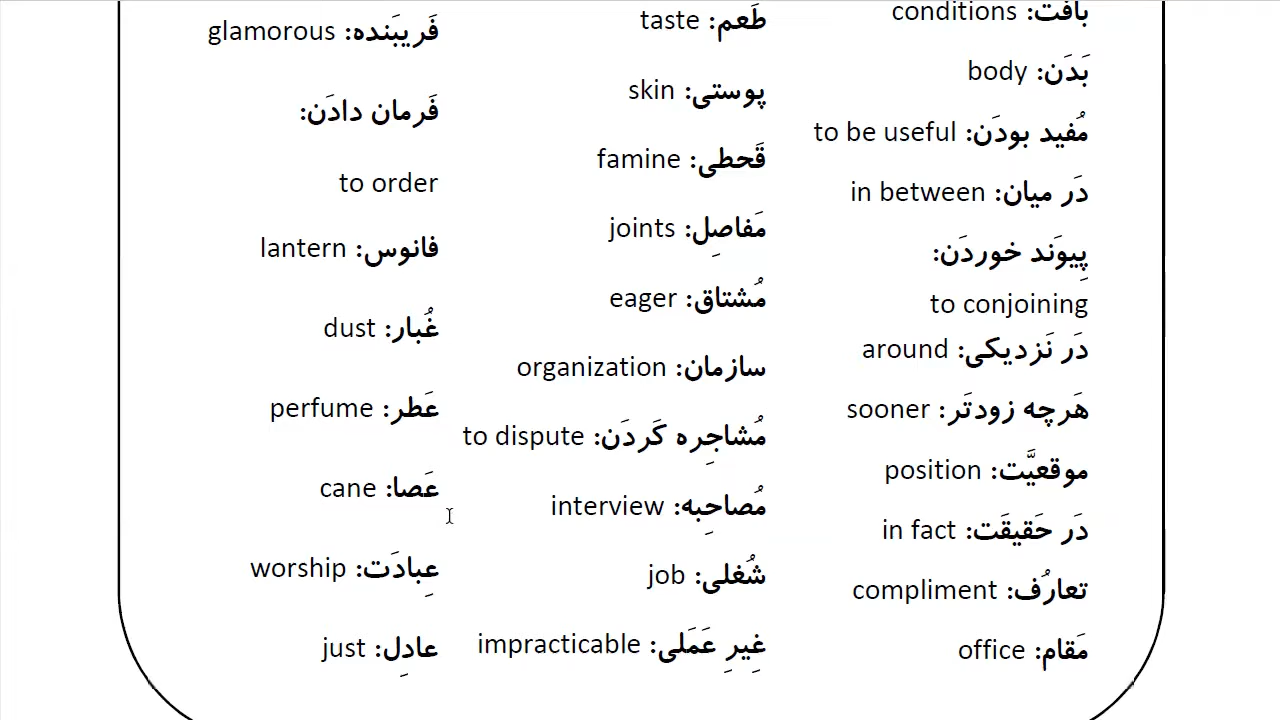 بافت: conditions
بَدَن: body
مُفید بودَن: to be useful
دَر میان: in between
پِیوَند خوردَن:
to conjoining
دَر نَزدیکی: around
هَرچه زودتَر: sooner
موقعیَّت: position
دَر حَقیقَت: in fact
تعارُف: compliment
مَقام: office
طَعم: taste
پوستی: skin
قَحطی: famine
مَفاصِل: joints
مُشتاق: eager
سازمان: organization
مُشاجِره کَردَن: to dispute
مُصاحِبه: interview
شُغلی: job
غِیرِ عَمَلی: impracticable
فَریبَنده: glamorous
فَرمان دادَن:
to order
فانوس: lantern
غُبار: dust
عَطر: perfume
عَصا: cane
عِبادَت: worship
عادِل: just